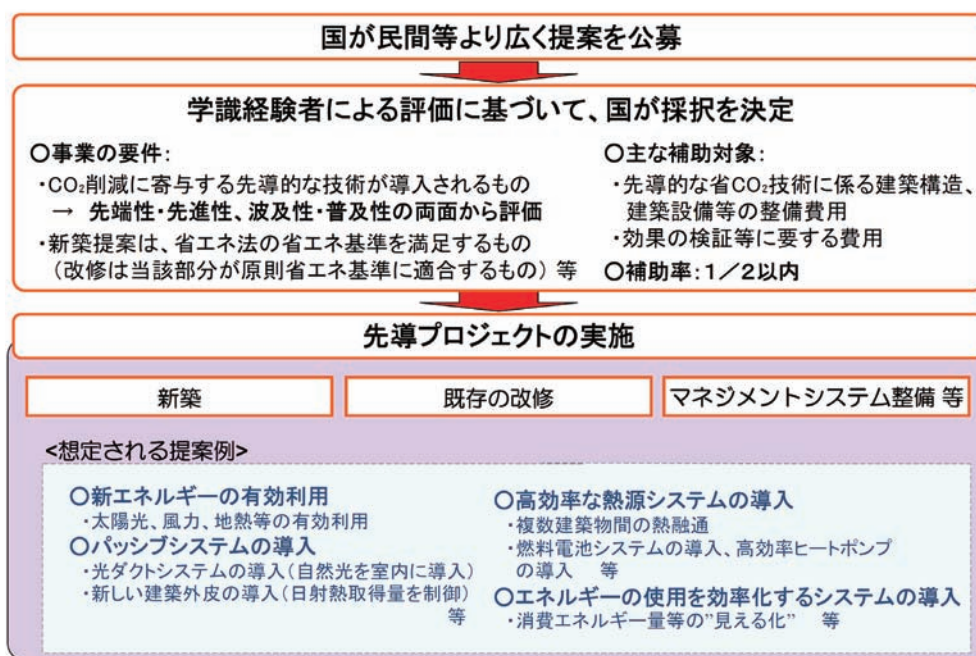 国が民間等より広く提案を公募
学識経験者による評価に基づいて、国が採択を決定
○事業の要件:
・CO₂削減に寄与する先導的な技術が導入されるもの
→ 先端性・先進性、波及性・普及性の両面から評価
・新築提案は、省エネ法の省エネ基準を満足するもの
(改修は当該部分が原則省エネ基準に適合するもの) 等
○主な補助対象:
・先導的な省CO₂技術に係る建築構造、
建築設備等の整備費用
・効果の検証等に要する費用
○補助率:1/2以内
先導プロジェクトの実施
新築
既存の改修
マネジメントシステム整備 等
<想定される提案例>
○新エネルギーの有効利用
・太陽光、風力、地熱等の有効利用
○パッシブシステムの導入
・光ダクトシステムの導入(自然光を室内に導入)
・新しい建築外皮の導入(日射熱取得量を制御)
等
○高効率な熱源システムの導入
・複数建築物間の熱融通
・燃料電池システムの導入、高効率ヒートポンプ
の導入 等
○エネルギーの使用を効率化するシステムの導入
・消費エネルギー量等の”見える化” 等